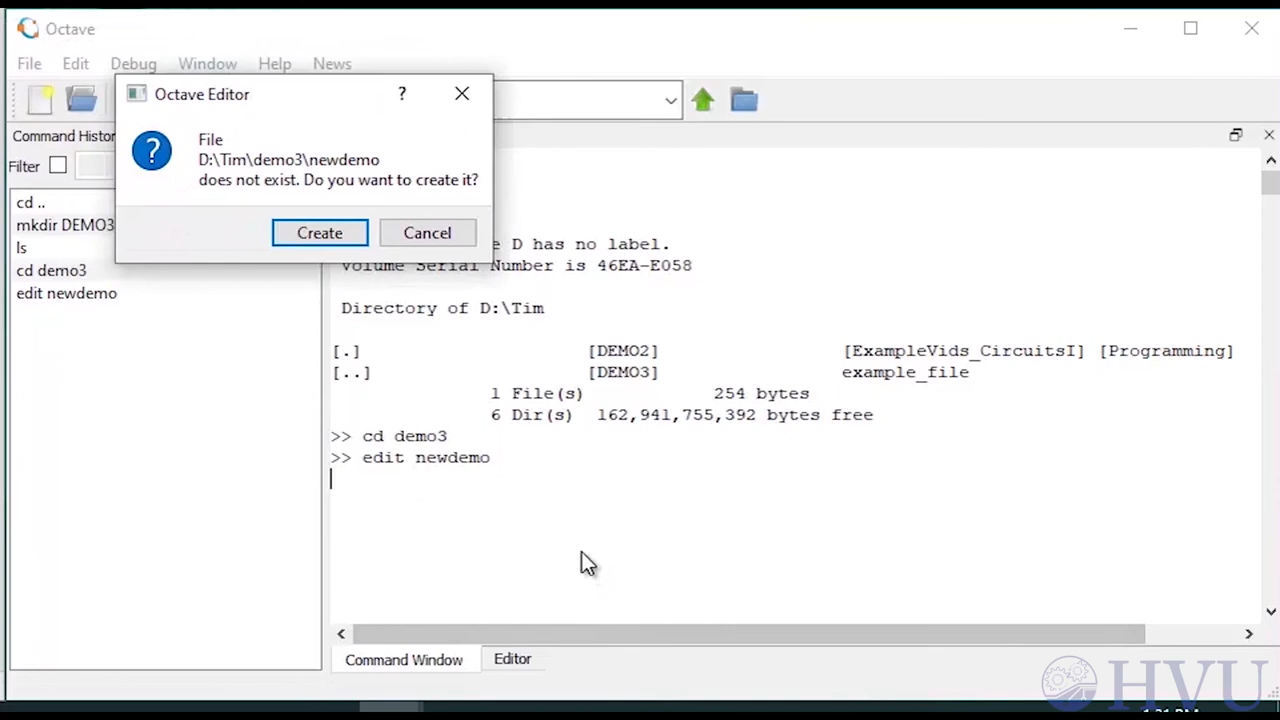 Octave
File Edit Debug Window Help News
Octave Editor
?
File
D:\Tim\demo3\newdemo
does not exist. Do you want to create it?
Create Cancel
Command Histor
Filter
cd ..
mkdir DEMO3
ls
cd demo3
edit newdemo
e D has no label.
Volume Serial Number is 46EA-E058
Directory of D:\Tim
[.] [DEMO2] [ExampleVids_CircuitsI] [Programming]
[..] [DEMO3] example_file
1 File(s) 254 bytes
6 Dir(s) 162,941,755,392 bytes free
>> cd demo3
>> edit newdemo
Command Window Editor
HVU